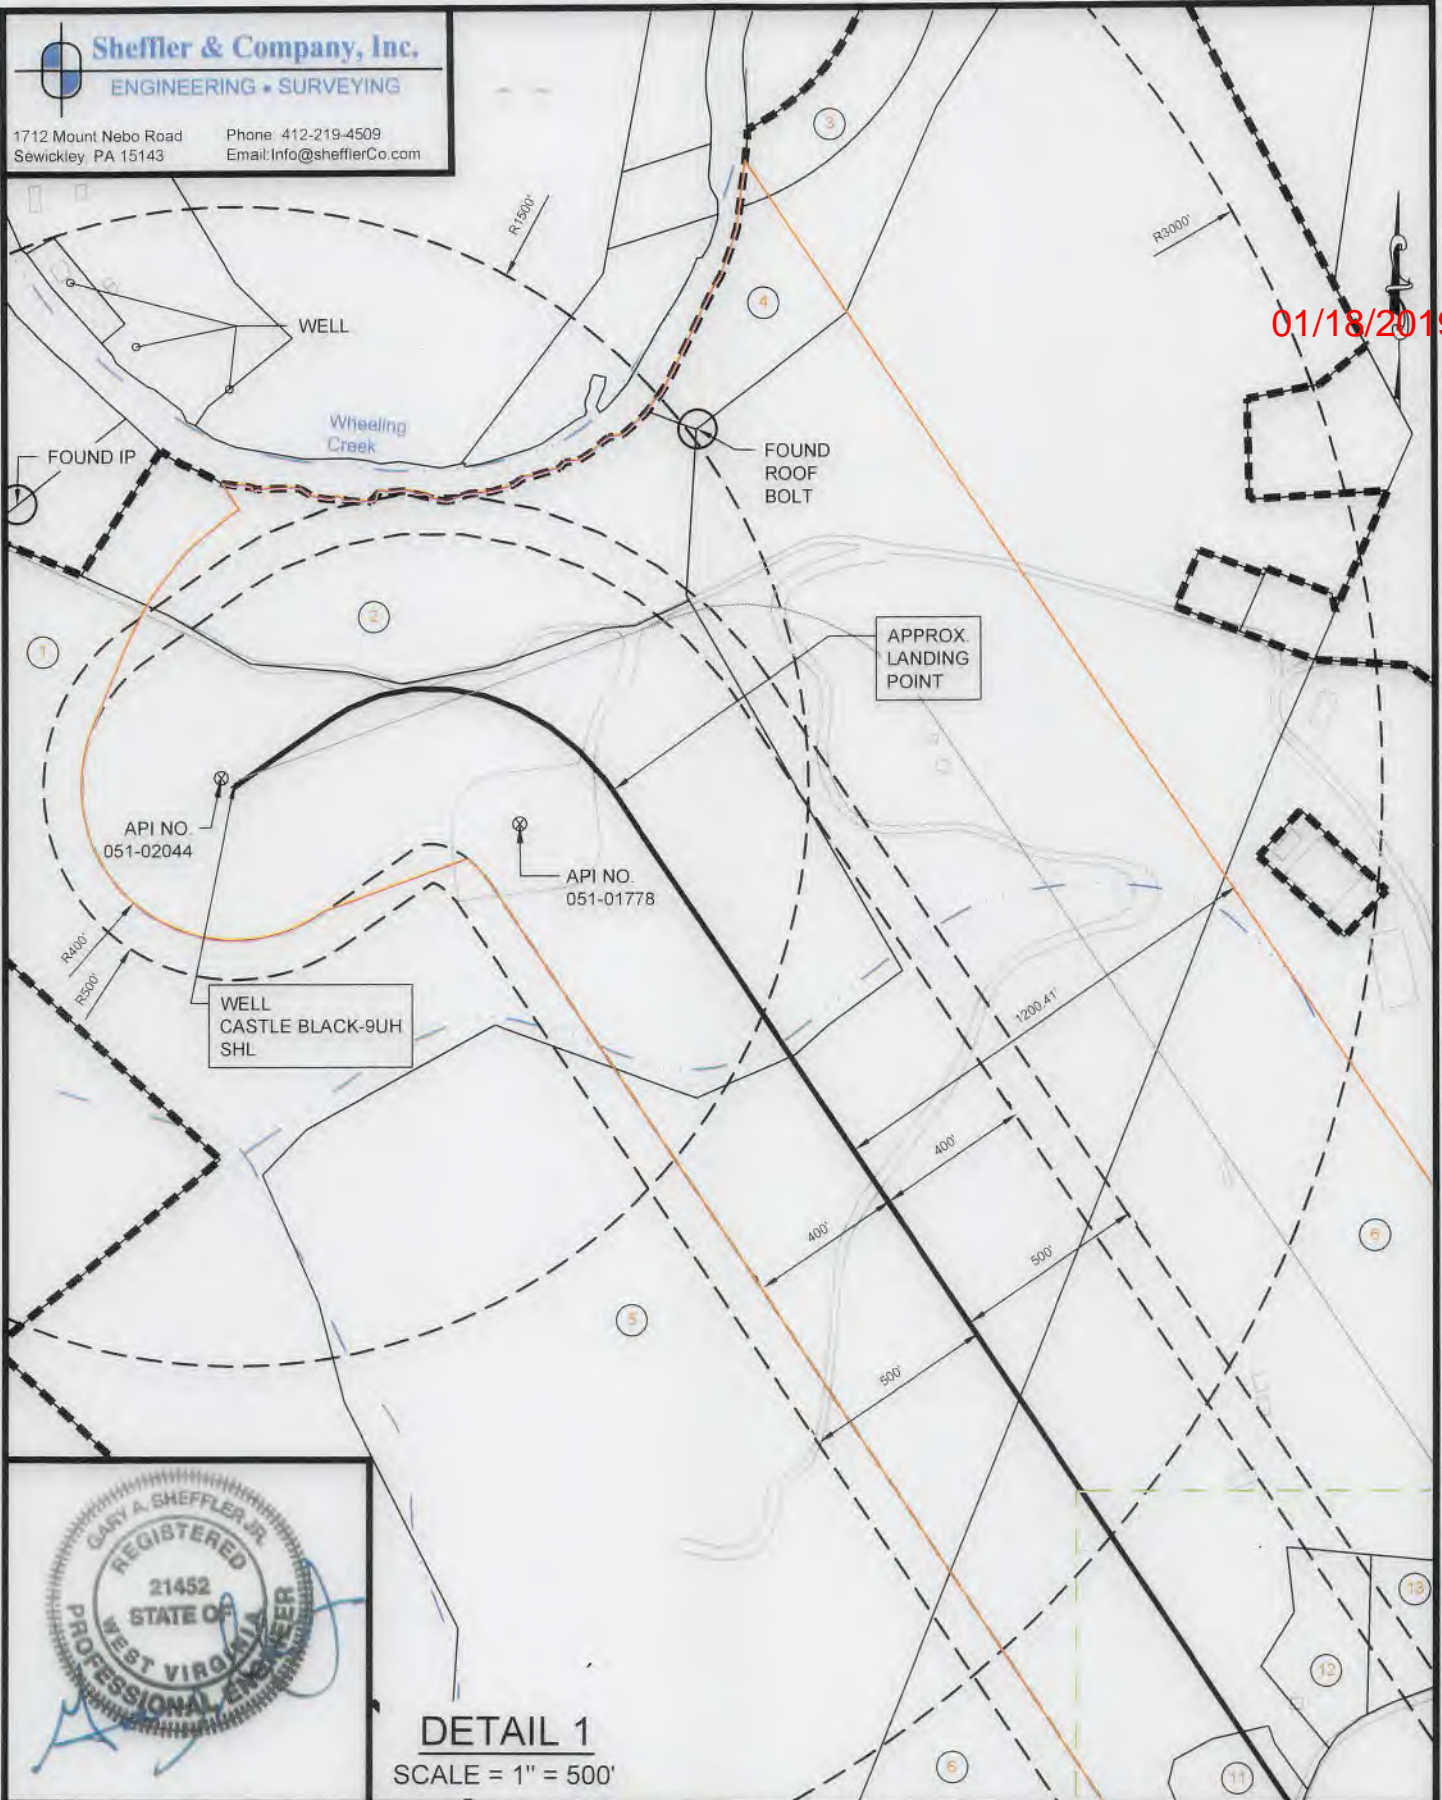 Sheffler & Company, Inc.
ENGINEERING • SURVEYING
1712 Mount Nebo Road
Sewickley PA 15143
Phone: 412-219-4509
Email:Info@shefflerCo.com
3
R1500'
R3000'
4
01/18/2019
WELL
Wheeling
Creek
FOUND IP
FOUND
ROOF
BOLT
2
1
APPROX.
LANDING
POINT
API NO.
051-02044
API NO.
051-01778
R400'
R500'
WELL
CASTLE BLACK-9UH
SHL
1200.41'
400'
400'
500'
500'
6
5
GARY A. SHEFFLER JR.
REGISTERED
21452
STATE OF
WEST VIRGINIA
PROFESSIONAL ENGINEER
13
12
11
6
DETAIL 1
SCALE = 1" = 500'